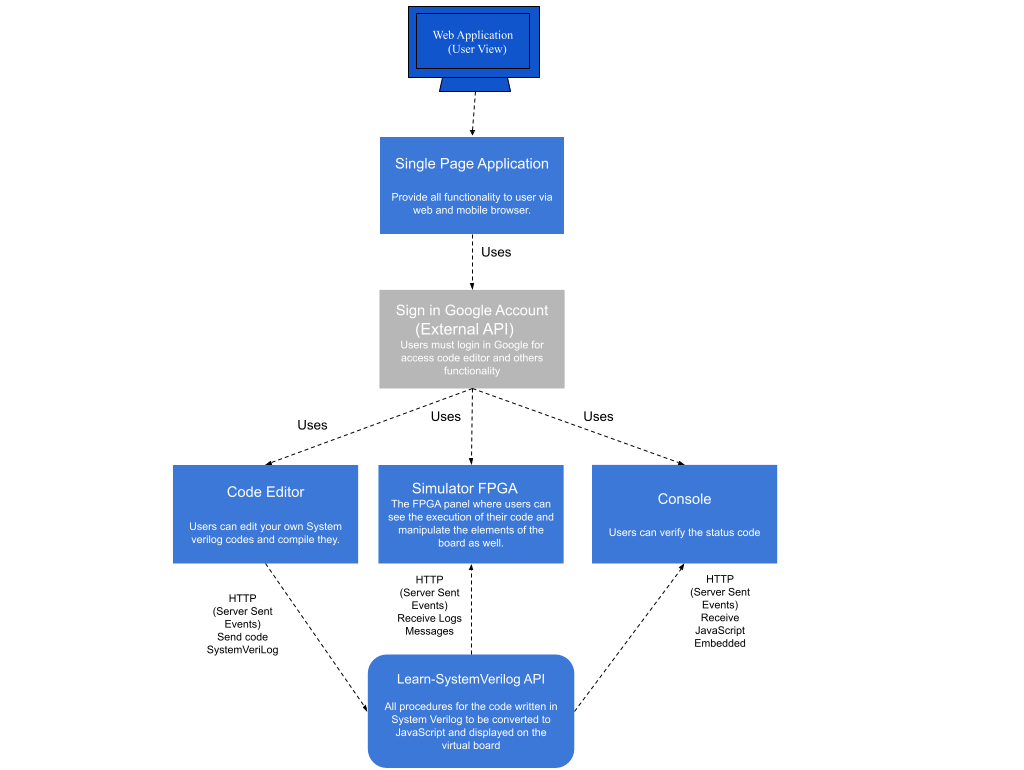 Web Application
(User View)
Single Page Application
Provide all functionality to user via
web and mobile browser.
Uses
Sign in Google Account
(External API)
Users must login in Google for
access code editor and others
functionality
Uses
Uses
Uses
Code Editor
Users can edit your own System
verilog codes and compile they.
Simulator FPGA
The FPGA panel where users can
see the execution of their code and
manipulate the elements of the
board as well.
Console
Users can verify the status code
HTTP
(Server Sent
Events)
Send code
SystemVeriLog
HTTP
(Server Sent
Events)
Receive Logs
Messages
HTTP
(Server Sent
Events)
Receive
JavaScript
Embedded
Learn-SystemVerilog API
All procedures for the code written in
System Verilog to be converted to
JavaScript and displayed on the
virtual board